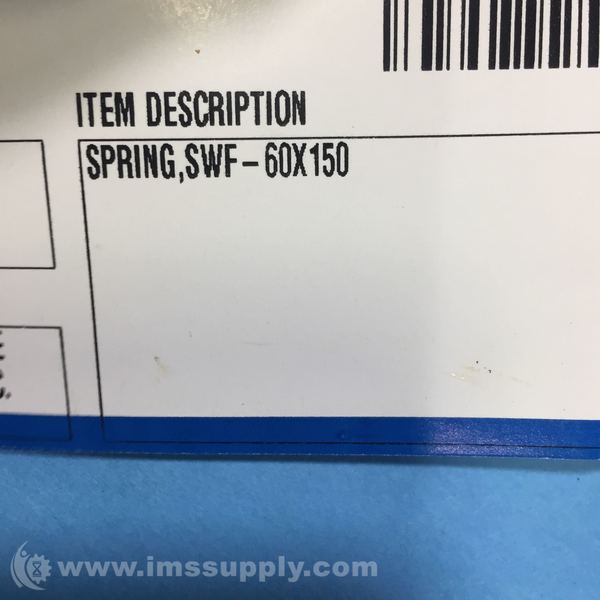 ITEM DESCRIPTION
SPRING,SWF-60X150
www.imssupply.com